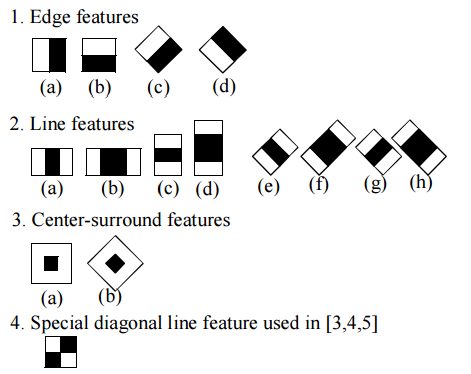 1. Edge features
(a) (b) (c) (d)
2. Line features
(a) (b) (c) (d) (e) (f) (g) (h)
3. Center-surround features
(a) (b)
4. Special diagonal line feature used in [3,4,5]